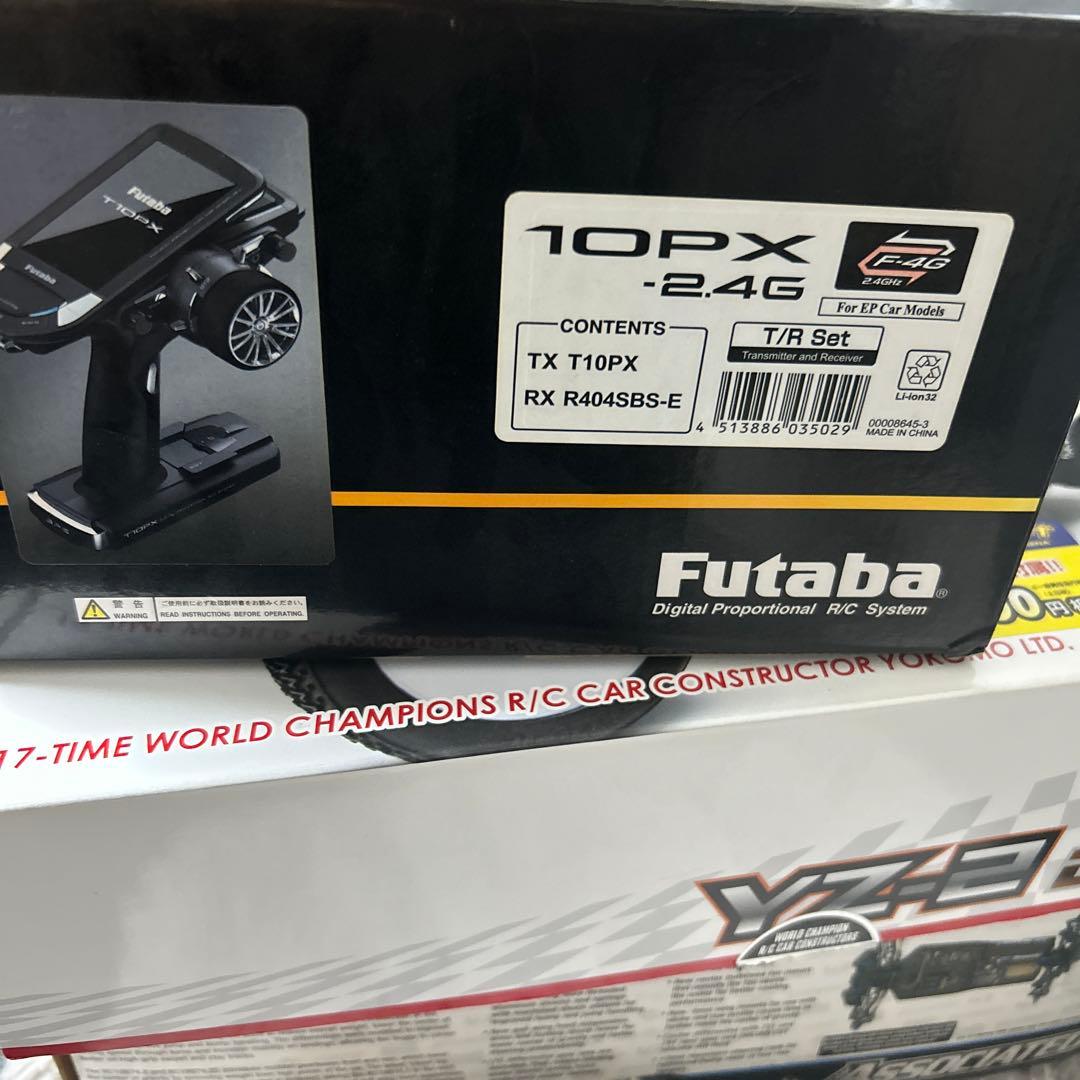 Futaba
T10PX
Futaba
T10PX
警告
WARNING
ご使用前に必ず取扱説明書をお読みください。
READ INSTRUCTIONS BEFORE OPERATING.
10PX
-2.4G
F-4G
2.4GHz
For EP Car Models
CONTENTS
TX T10PX
RX R404SBS-E
T/R Set
Transmitter and Receiver
4 513886 035029
Li-ion32
00008645-3
MADE IN CHINA
Futaba®
Digital Proportional R/C System
00円
17-TIME WORLD CHAMPIONS R/C CAR CONSTRUCTOR YOKOMO LTD.
YZ-2
WORLD CHAMPION
R/C CAR CONSTRUCTORS
ASSOCIATE